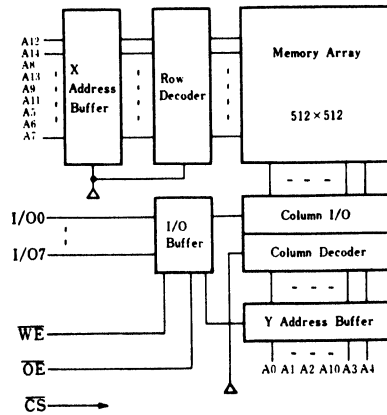 A12
A14
A8
A13
A9
A11
A5
A6
A7
X
Address
Buffer
Row
Decoder
Memory Array
512×512
I/O0
I/O7
I/O
Buffer
Column I/O
Column Decoder
Y Address Buffer
WE
OE
CS
A0 A1 A2 A10 A3 A4